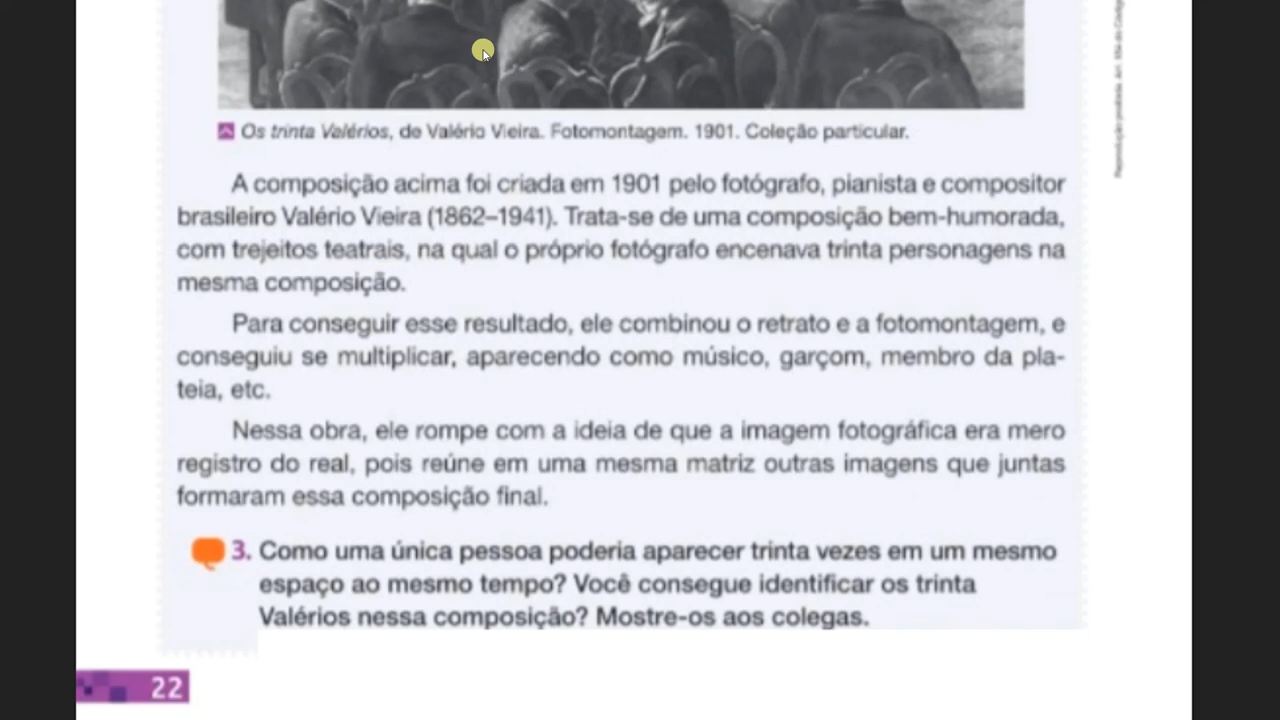 Os trinta Valérios, de Valério Vieira. Fotomontagem. 1901. Coleção particular.
A composição acima foi criada em 1901 pelo fotógrafo, pianista e compositor
brasileiro Valério Vieira (1862–1941). Trata-se de uma composição bem-humorada,
com trejeitos teatrais, na qual o próprio fotógrafo encenava trinta personagens na
mesma composição.
Para conseguir esse resultado, ele combinou o retrato e a fotomontagem, e
conseguiu se multiplicar, aparecendo como músico, garçom, membro da pla-
teia, etc.
Nessa obra, ele rompe com a ideia de que a imagem fotográfica era mero
registro do real, pois reúne em uma mesma matriz outras imagens que juntas
formaram essa composição final.
3. Como uma única pessoa poderia aparecer trinta vezes em um mesmo
espaço ao mesmo tempo? Você consegue identificar os trinta
Valérios nessa composição? Mostre-os aos colegas.
22